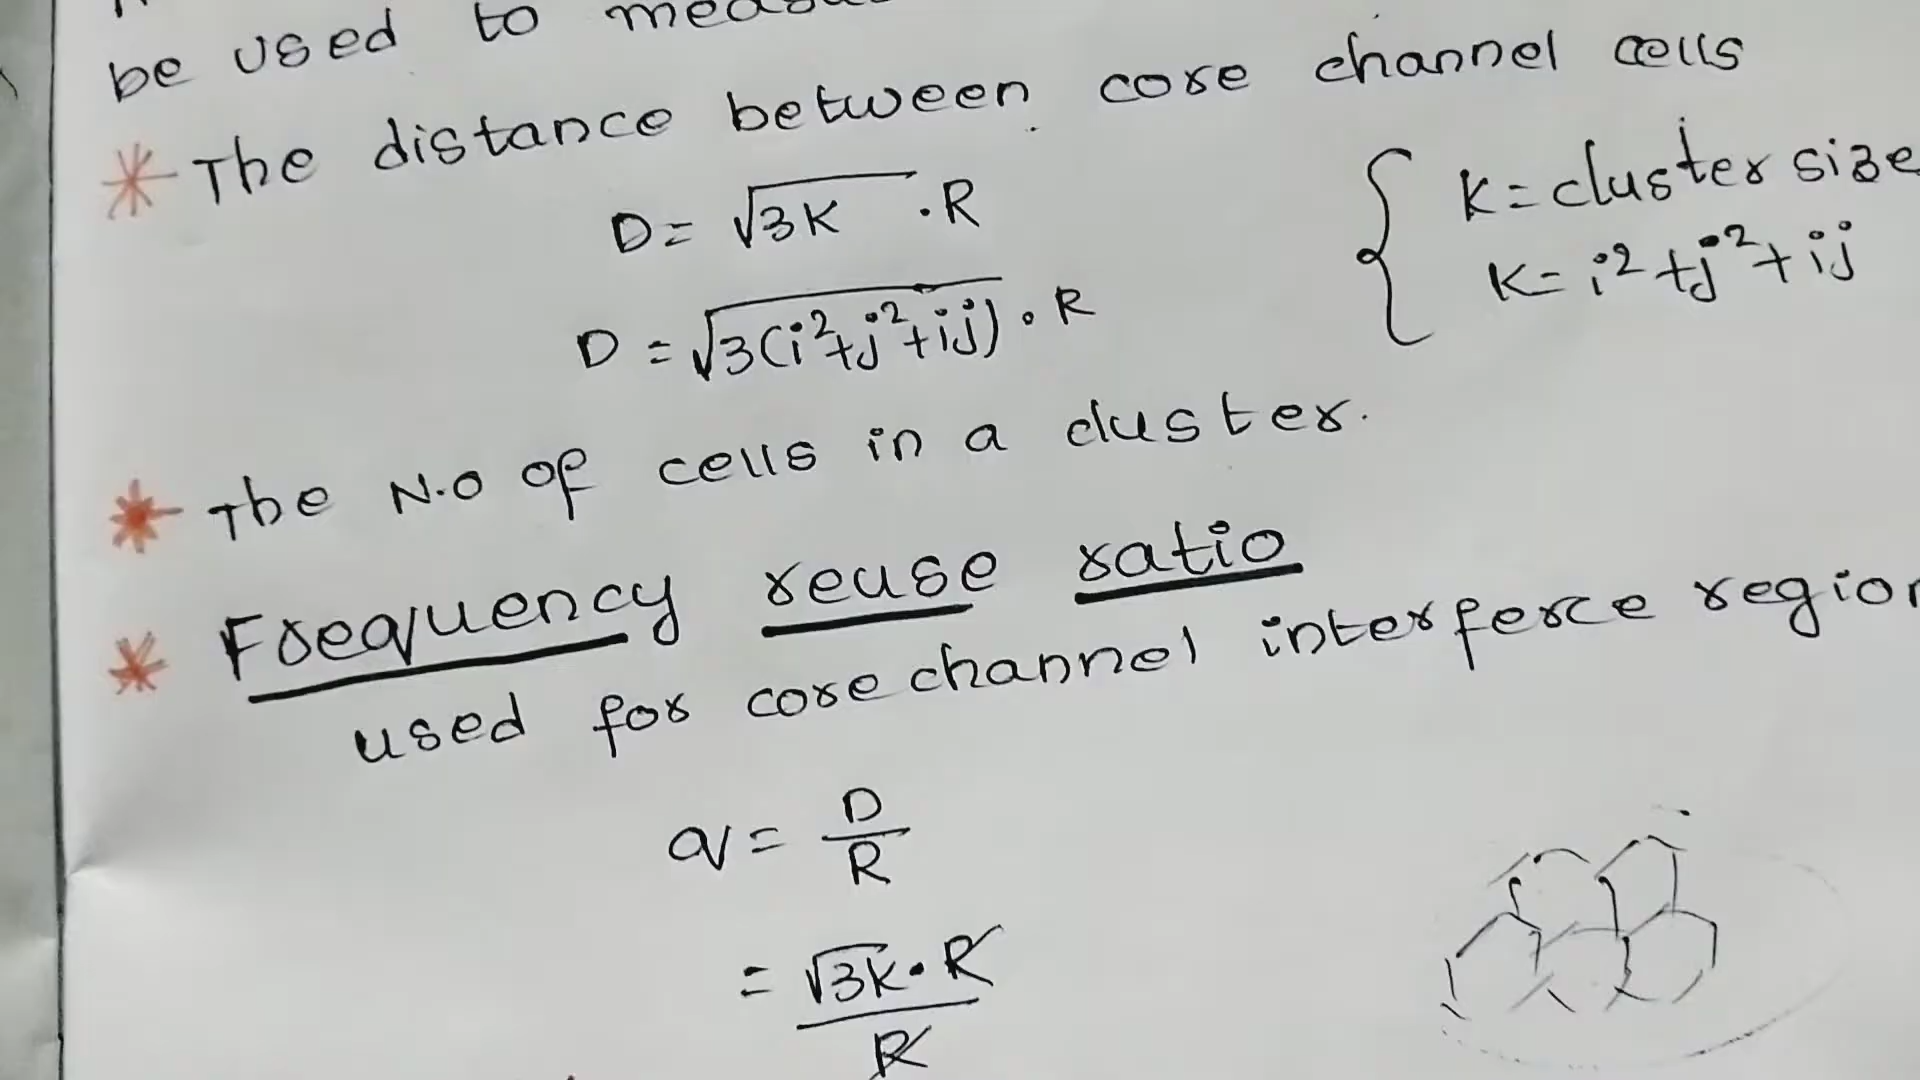 be used to
The distance between core channel cells
D = √3K . R
D = √3(i²+j²+ij) . R
{ K = cluster size
K = i²+j²+ij
The N.O of cells in a cluster.
Frequency reuse ratio
used for core channel interferce region
q = D/R
= √3K . R / R